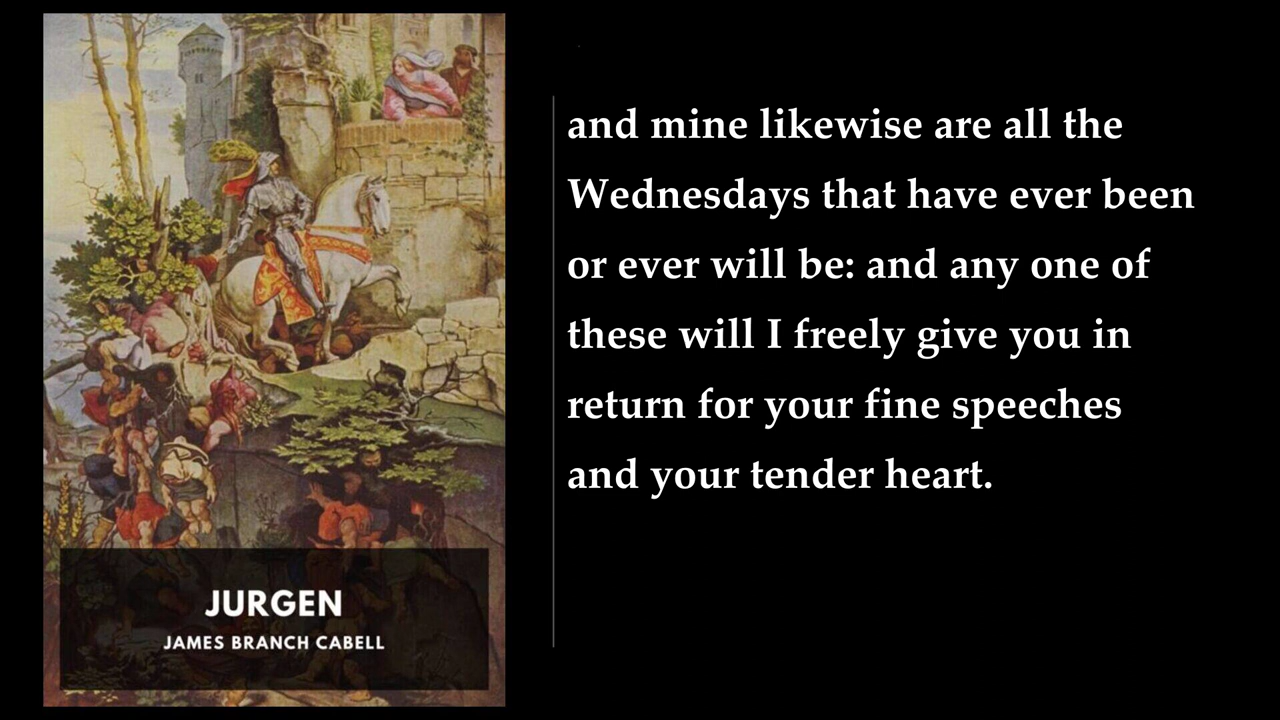 and mine likewise are all the
Wednesdays that have ever been
or ever will be: and any one of
these will I freely give you in
return for your fine speeches
and your tender heart.
JURGEN
JAMES BRANCH CABELL